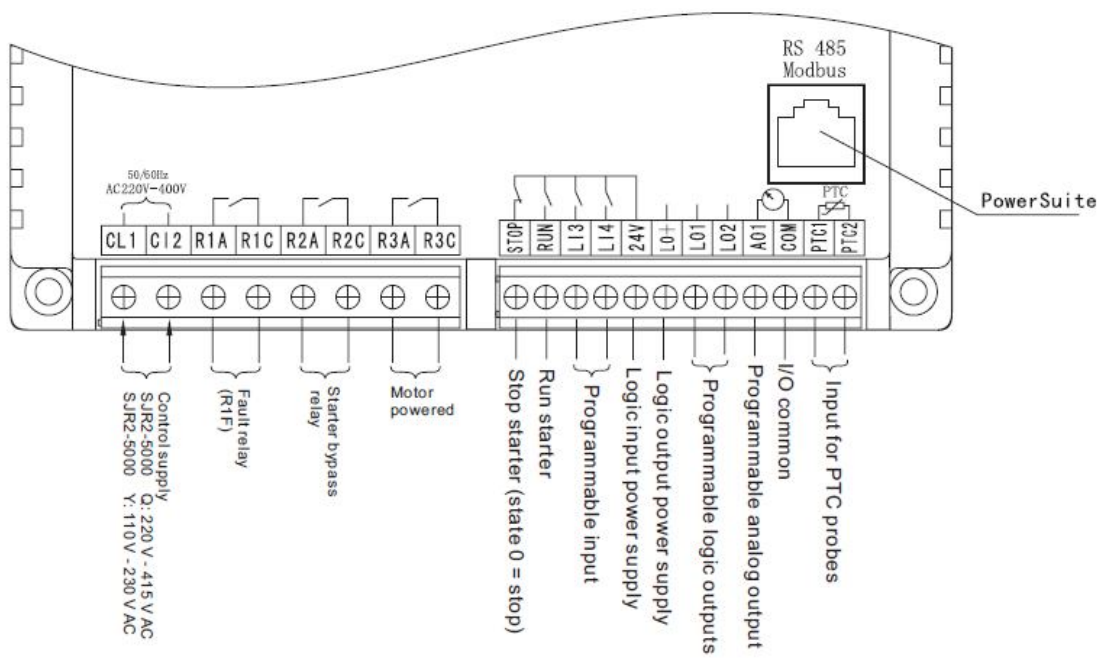 RS 485
Modbus
PowerSuite
50/60Hz
AC220V-400V
PTC
CL1 Cl2 R1A R1C R2A R2C R3A R3C
STOP RUN LI3 LI4 24V LO+ LO1 LO2 AO1 COM PTC1 PTC2
Control supply
SJR2-5000 Q: 220 V - 415 V AC
SJR2-5000 Y: 110 V - 230 V AC
Fault relay
(R1F)
Starter bypass
relay
Motor
powered
Stop starter (state 0 = stop)
Run starter
Programmable input
Logic input power supply
Logic output power supply
Programmable logic outputs
Programmable analog output
I/O common
Input for PTC probes